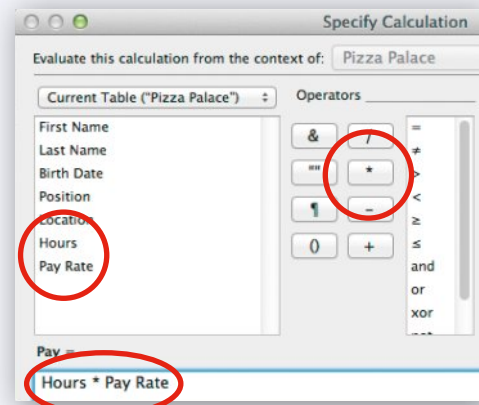 Specify Calculation
Evaluate this calculation from the context of: Pizza Palace
Current Table ("Pizza Palace")
Operators
First Name
Last Name
Birth Date
Position
Location
Hours
Pay Rate
& /
"" *
¶ -
() +
=
≠
>
<
≥
≤
and
or
xor
not
Pay =
Hours * Pay Rate